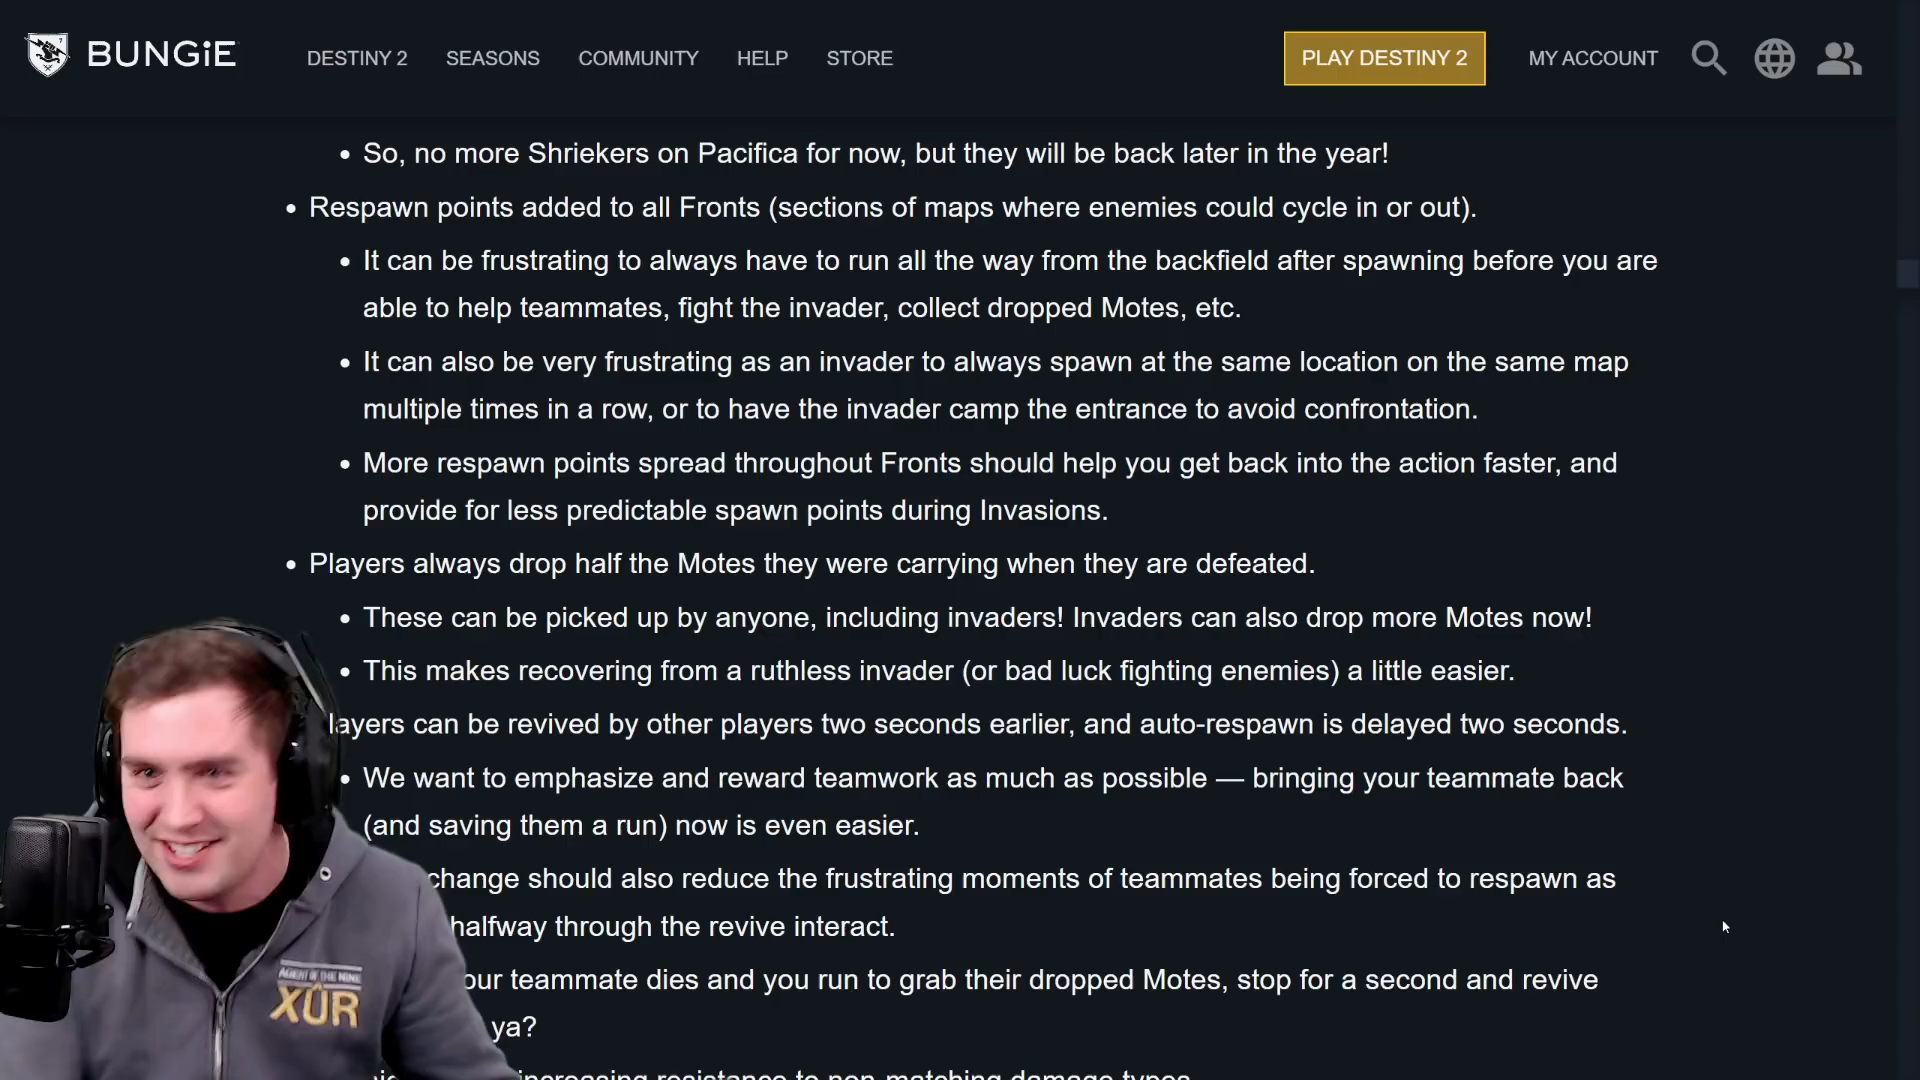 BUNGiE
DESTINY 2 SEASONS COMMUNITY HELP STORE
PLAY DESTINY 2
MY ACCOUNT
• So, no more Shriekers on Pacifica for now, but they will be back later in the year!
• Respawn points added to all Fronts (sections of maps where enemies could cycle in or out).
• It can be frustrating to always have to run all the way from the backfield after spawning before you are
able to help teammates, fight the invader, collect dropped Motes, etc.
• It can also be very frustrating as an invader to always spawn at the same location on the same map
multiple times in a row, or to have the invader camp the entrance to avoid confrontation.
• More respawn points spread throughout Fronts should help you get back into the action faster, and
provide for less predictable spawn points during Invasions.
• Players always drop half the Motes they were carrying when they are defeated.
• These can be picked up by anyone, including invaders! Invaders can also drop more Motes now!
• This makes recovering from a ruthless invader (or bad luck fighting enemies) a little easier.
layers can be revived by other players two seconds earlier, and auto-respawn is delayed two seconds.
• We want to emphasize and reward teamwork as much as possible — bringing your teammate back
(and saving them a run) now is even easier.
change should also reduce the frustrating moments of teammates being forced to respawn as
halfway through the revive interact.
our teammate dies and you run to grab their dropped Motes, stop for a second and revive
ya?
increasing resistance to non-matching damage types.
AGENT OF THE NINE
XÛR